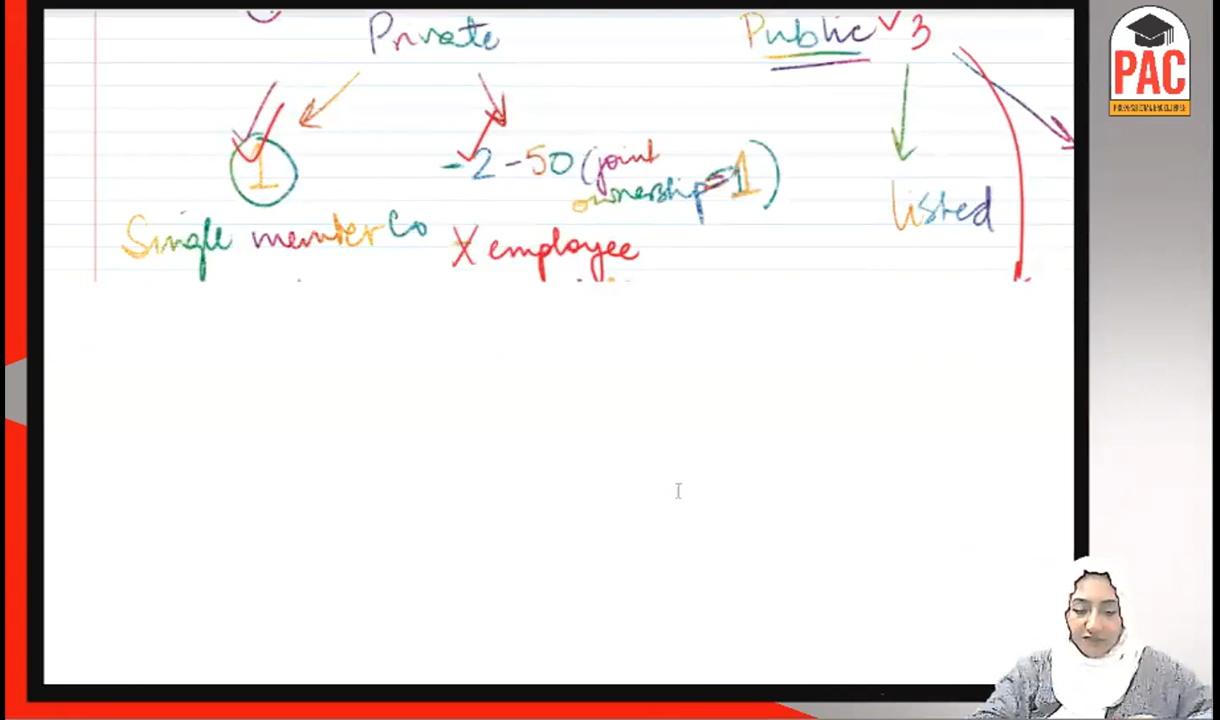 PAC
Private
Public 3
1
-2-50 (joint
ownership=1)
listed
Single member Co
X employee